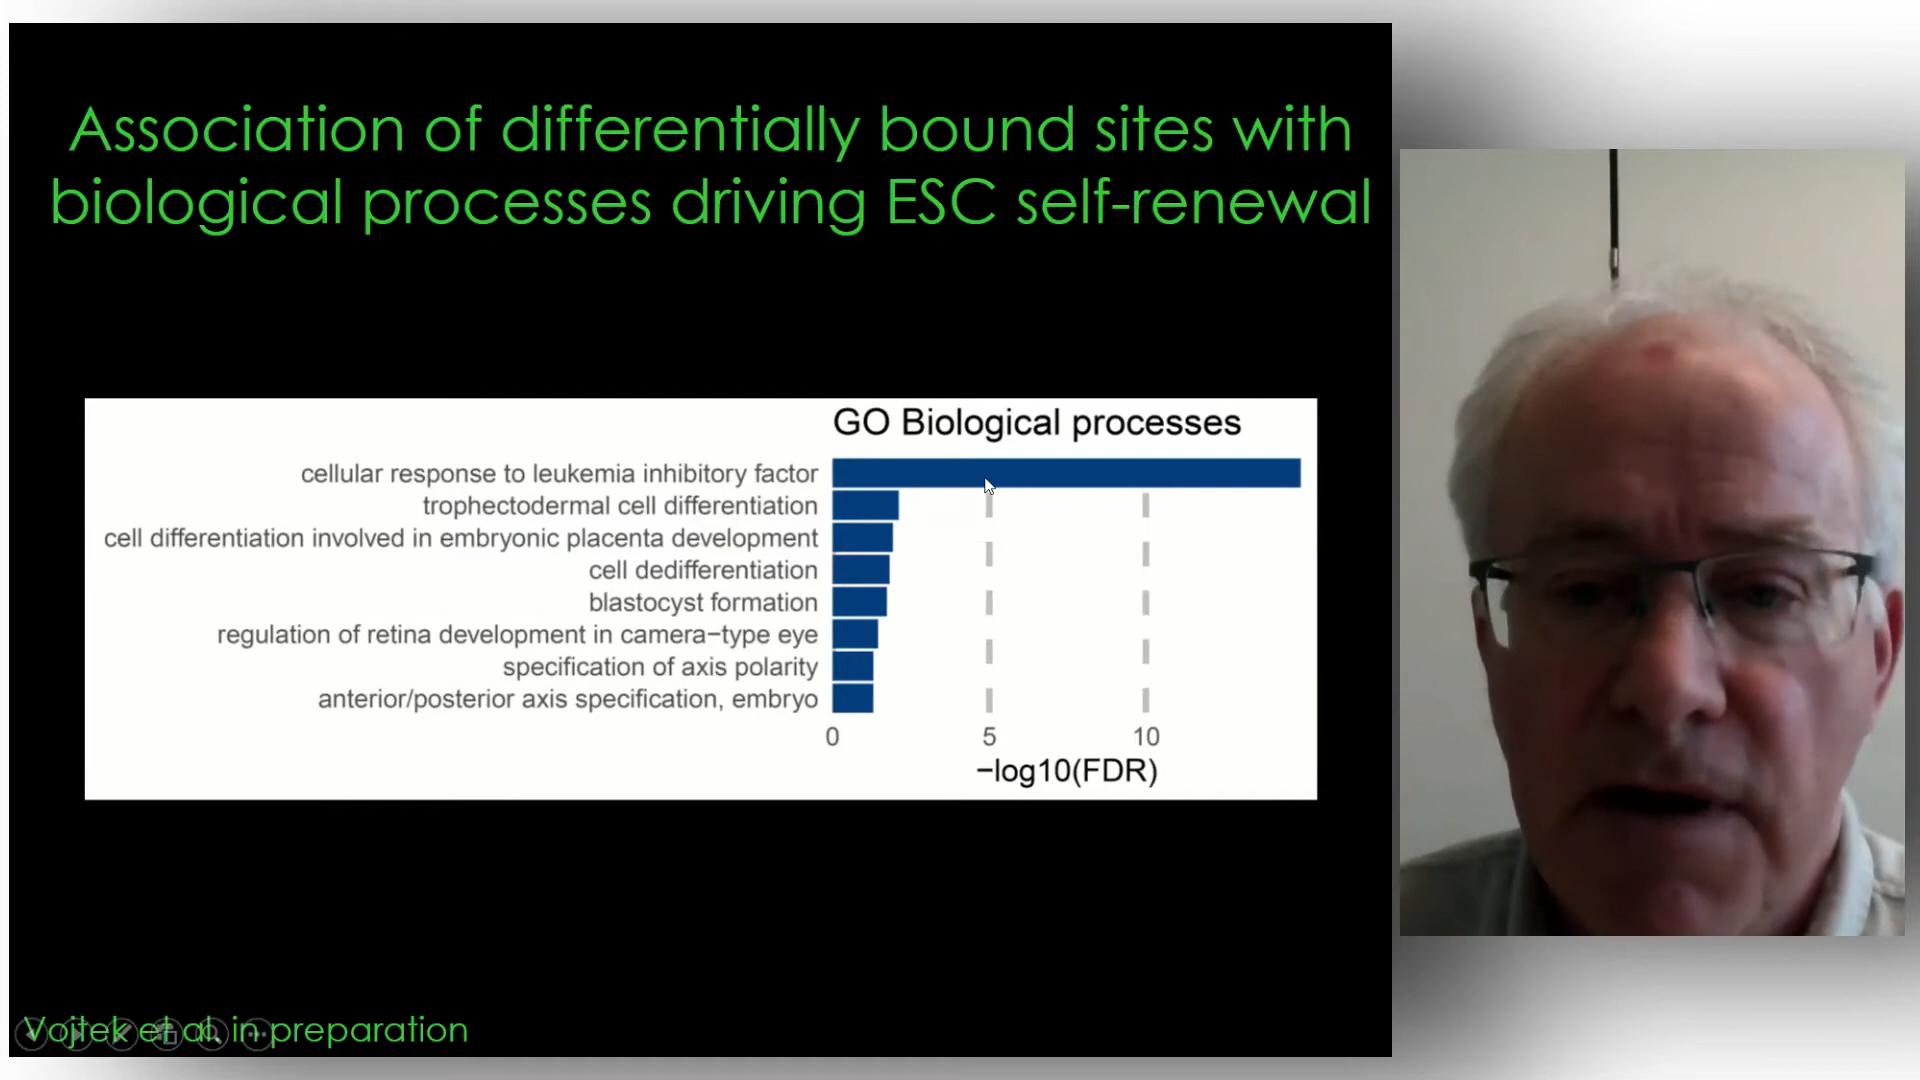 Association of differentially bound sites with
biological processes driving ESC self-renewal
GO Biological processes
cellular response to leukemia inhibitory factor
trophectodermal cell differentiation
cell differentiation involved in embryonic placenta development
cell dedifferentiation
blastocyst formation
regulation of retina development in camera−type eye
specification of axis polarity
anterior/posterior axis specification, embryo
0 5 10
−log10(FDR)
Vojtek et al. in preparation